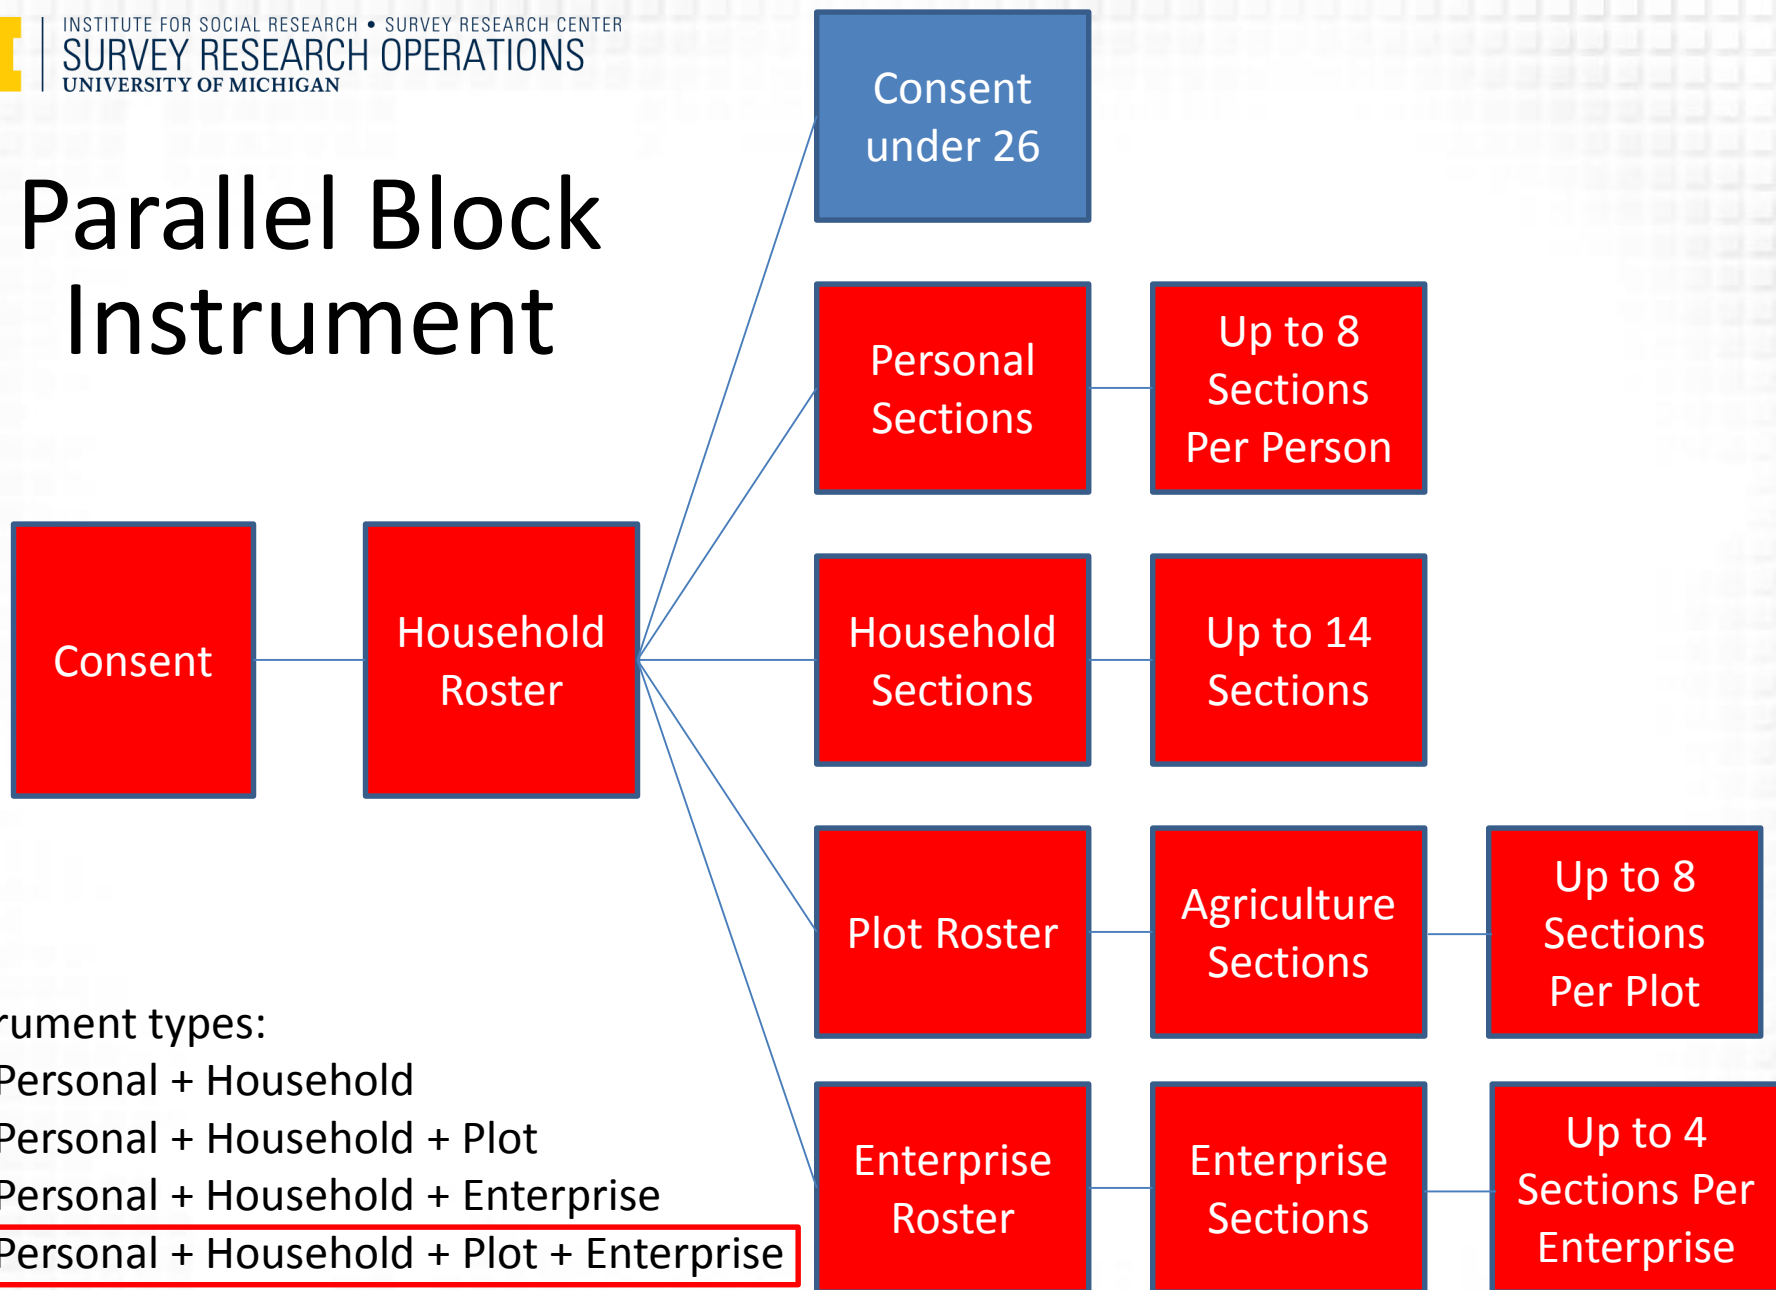 INSTITUTE FOR SOCIAL RESEARCH • SURVEY RESEARCH CENTER
SURVEY RESEARCH OPERATIONS
UNIVERSITY OF MICHIGAN
Parallel Block
Instrument
Consent
under 26
Personal
Sections
Up to 8
Sections
Per Person
Consent
Household
Roster
Household
Sections
Up to 14
Sections
Plot Roster
Agriculture
Sections
Up to 8
Sections
Per Plot
Enterprise
Roster
Enterprise
Sections
Up to 4
Sections Per
Enterprise
rument types:
Personal + Household
Personal + Household + Plot
Personal + Household + Enterprise
Personal + Household + Plot + Enterprise